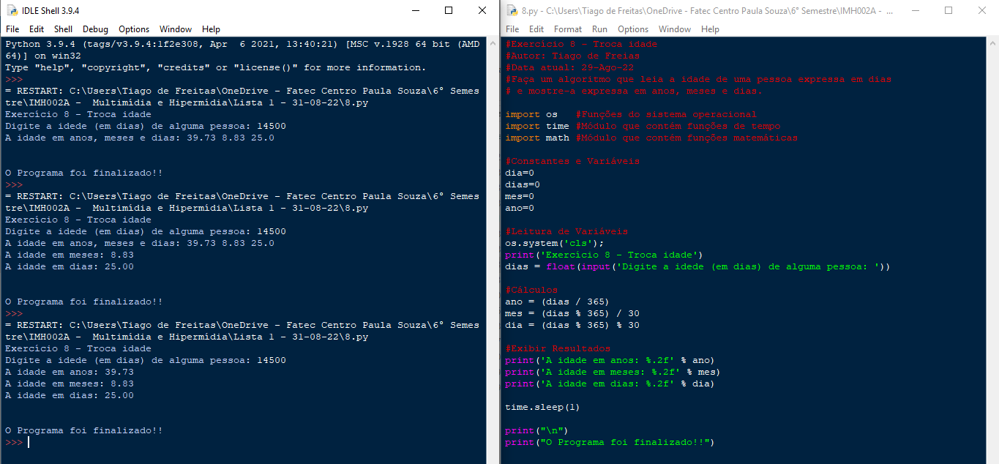 IDLE Shell 3.9.4
File Edit Shell Debug Options Window Help
Python 3.9.4 (tags/v3.9.4:1f2e308, Apr  6 2021, 13:40:21) [MSC v.1928 64 bit (AMD
64)] on win32
Type "help", "copyright", "credits" or "license()" for more information.
>>>
= RESTART: C:\Users\Tiago de Freitas\OneDrive - Fatec Centro Paula Souza\6° Semes
tre\IMH002A -  Multimídia e Hipermídia\Lista 1 - 31-08-22\8.py
Exercício 8 - Troca idade
Digite a idede (em dias) de alguma pessoa: 14500
A idade em anos, meses e dias: 39.73 8.83 25.0
O Programa foi finalizado!!
>>>
= RESTART: C:\Users\Tiago de Freitas\OneDrive - Fatec Centro Paula Souza\6° Semes
tre\IMH002A -  Multimídia e Hipermídia\Lista 1 - 31-08-22\8.py
Exercício 8 - Troca idade
Digite a idede (em dias) de alguma pessoa: 14500
A idade em anos, meses e dias: 39.73 8.83 25.0
A idade em meses: 8.83
A idade em dias: 25.00
O Programa foi finalizado!!
>>>
= RESTART: C:\Users\Tiago de Freitas\OneDrive - Fatec Centro Paula Souza\6° Semes
tre\IMH002A -  Multimídia e Hipermídia\Lista 1 - 31-08-22\8.py
Exercício 8 - Troca idade
Digite a idede (em dias) de alguma pessoa: 14500
A idade em anos: 39.73
A idade em meses: 8.83
A idade em dias: 25.00
O Programa foi finalizado!!
>>>
8.py - C:\Users\Tiago de Freitas\OneDrive - Fatec Centro Paula Souza\6° Semestre\IMH002A - ...
File Edit Format Run Options Window Help
#Exercício 8 - Troca idade
#Autor: Tiago de Freias
#Data atual: 29-Ago-22
#Faça um algoritmo que leia a idade de uma pessoa expressa em dias
# e mostre-a expressa em anos, meses e dias.
import os   #Funções do sistema operacional
import time #Módulo que contém funções de tempo
import math #Módulo que contém funções matemáticas
#Constantes e Variáveis
dia=0
dias=0
mes=0
ano=0
#Leitura de Variáveis
os.system('cls');
print('Exercício 8 - Troca idade')
dias = float(input('Digite a idede (em dias) de alguma pessoa: '))
#Cálculos
ano = (dias / 365)
mes = (dias % 365) / 30
dia = (dias % 365) % 30
#Exibir Resultados
print('A idade em anos: %.2f' % ano)
print('A idade em meses: %.2f' % mes)
print('A idade em dias: %.2f' % dia)
time.sleep(1)
print("\n")
print("O Programa foi finalizado!!")